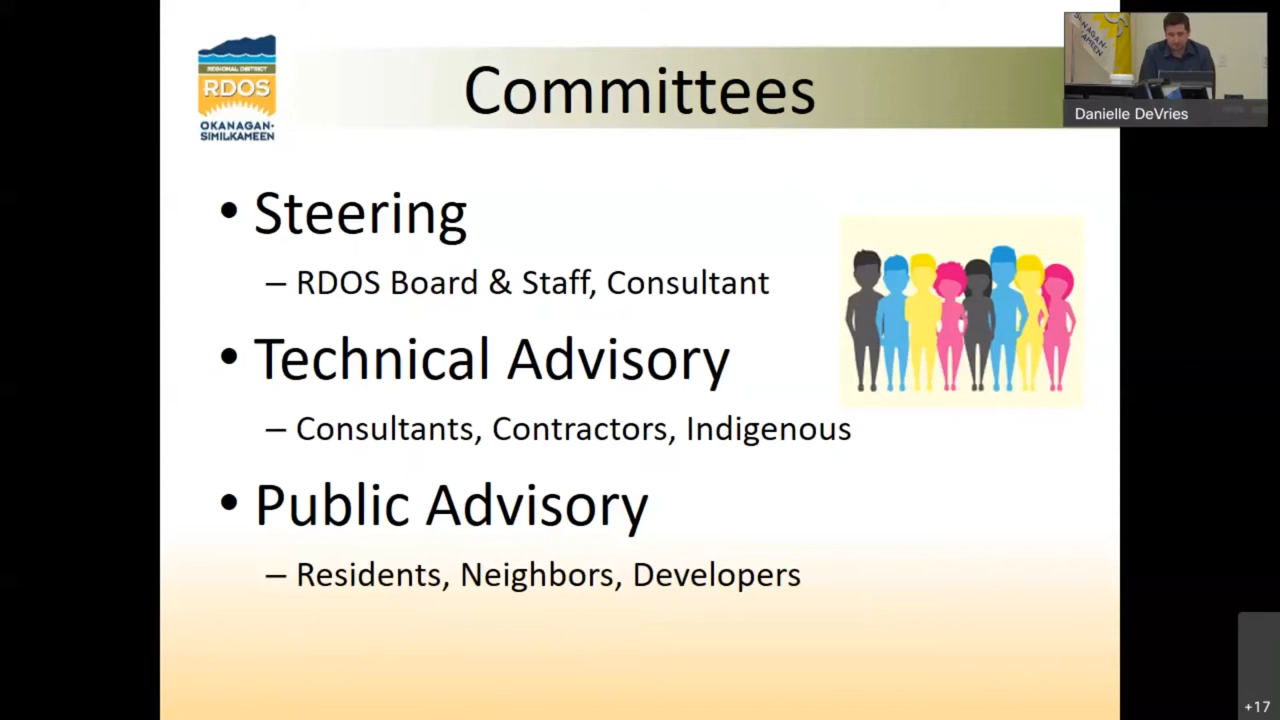 REGIONAL DISTRICT
RDOS
OKANAGAN-
SIMILKAMEEN
Committees
OKANAGAN-
Danielle DeVries
• Steering
– RDOS Board & Staff, Consultant
• Technical Advisory
– Consultants, Contractors, Indigenous
• Public Advisory
– Residents, Neighbors, Developers
+17